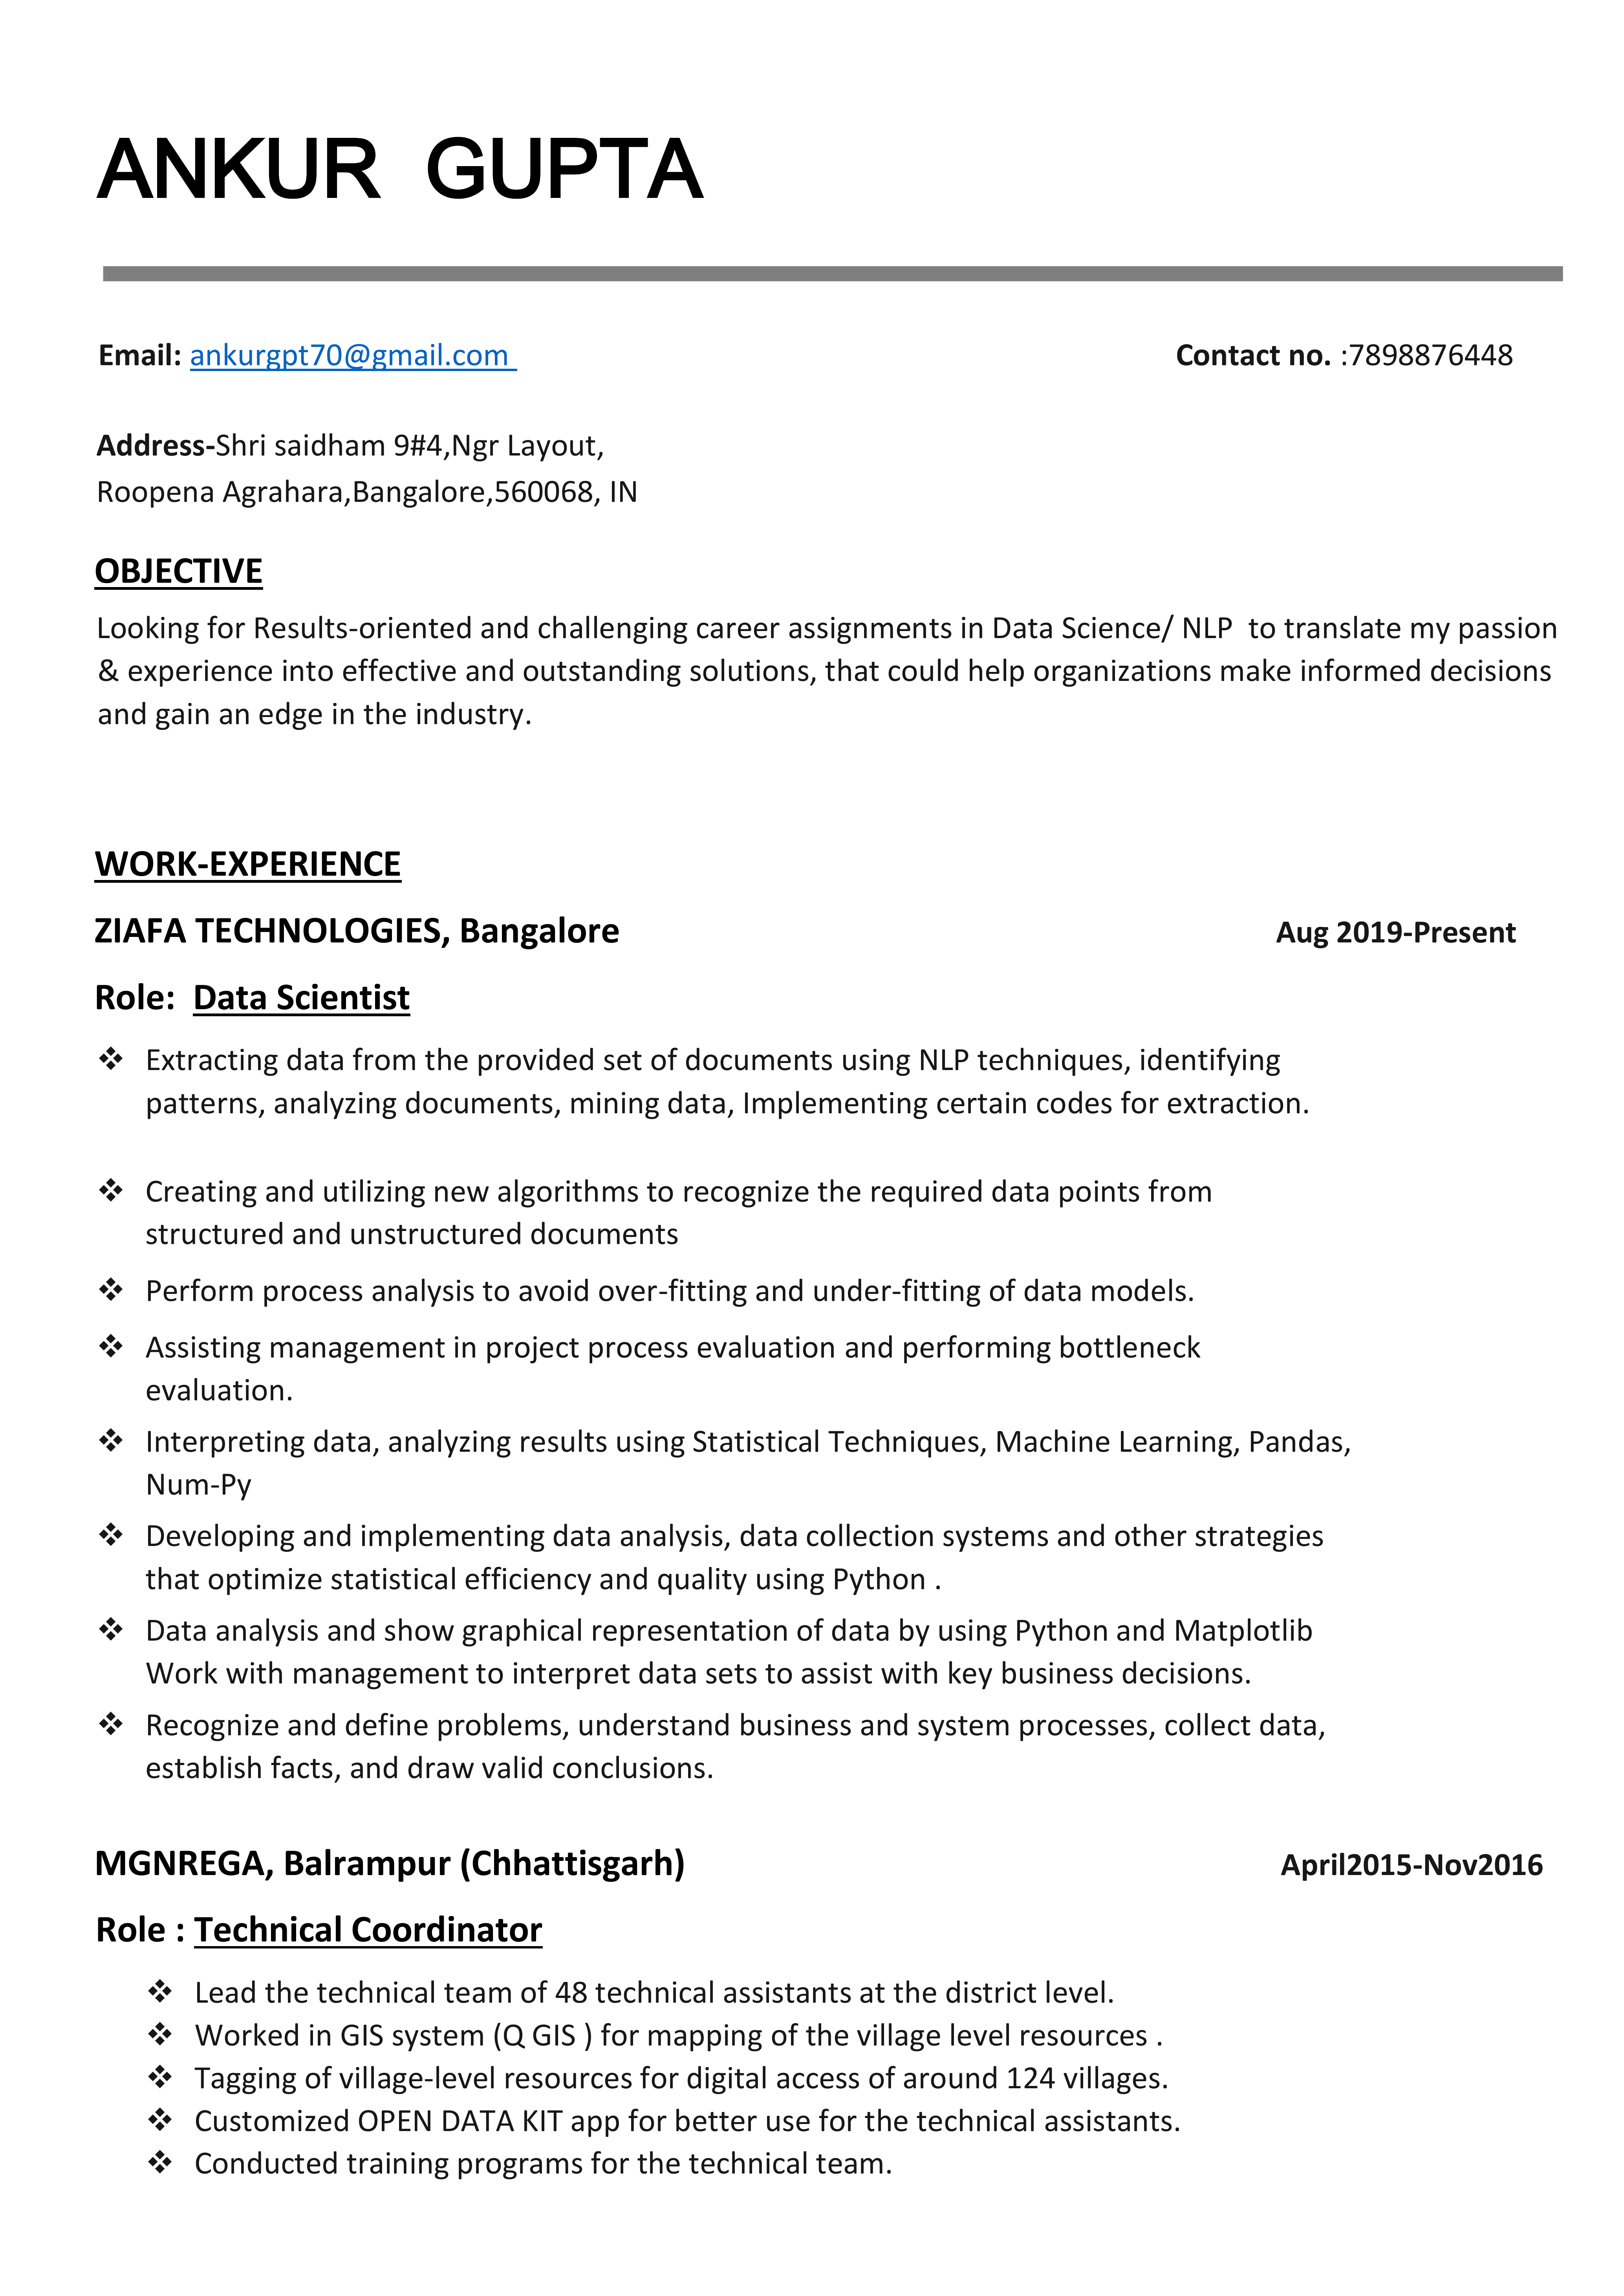 ANKUR GUPTA
Email: ankurgpt70@gmail.com Contact no. :7898876448
Address-Shri saidham 9#4,Ngr Layout,
Roopena Agrahara,Bangalore,560068, IN
OBJECTIVE
Looking for Results-oriented and challenging career assignments in Data Science/ NLP to translate my passion
& experience into effective and outstanding solutions, that could help organizations make informed decisions
and gain an edge in the industry.
WORK-EXPERIENCE
ZIAFA TECHNOLOGIES, Bangalore Aug 2019-Present
Role: Data Scientist
❖ Extracting data from the provided set of documents using NLP techniques, identifying
patterns, analyzing documents, mining data, Implementing certain codes for extraction.
❖ Creating and utilizing new algorithms to recognize the required data points from
structured and unstructured documents
❖ Perform process analysis to avoid over-fitting and under-fitting of data models.
❖ Assisting management in project process evaluation and performing bottleneck
evaluation.
❖ Interpreting data, analyzing results using Statistical Techniques, Machine Learning, Pandas,
Num-Py
❖ Developing and implementing data analysis, data collection systems and other strategies
that optimize statistical efficiency and quality using Python .
❖ Data analysis and show graphical representation of data by using Python and Matplotlib
Work with management to interpret data sets to assist with key business decisions.
❖ Recognize and define problems, understand business and system processes, collect data,
establish facts, and draw valid conclusions.
MGNREGA, Balrampur (Chhattisgarh) April2015-Nov2016
Role : Technical Coordinator
❖ Lead the technical team of 48 technical assistants at the district level.
❖ Worked in GIS system (Q GIS ) for mapping of the village level resources .
❖ Tagging of village-level resources for digital access of around 124 villages.
❖ Customized OPEN DATA KIT app for better use for the technical assistants.
❖ Conducted training programs for the technical team.